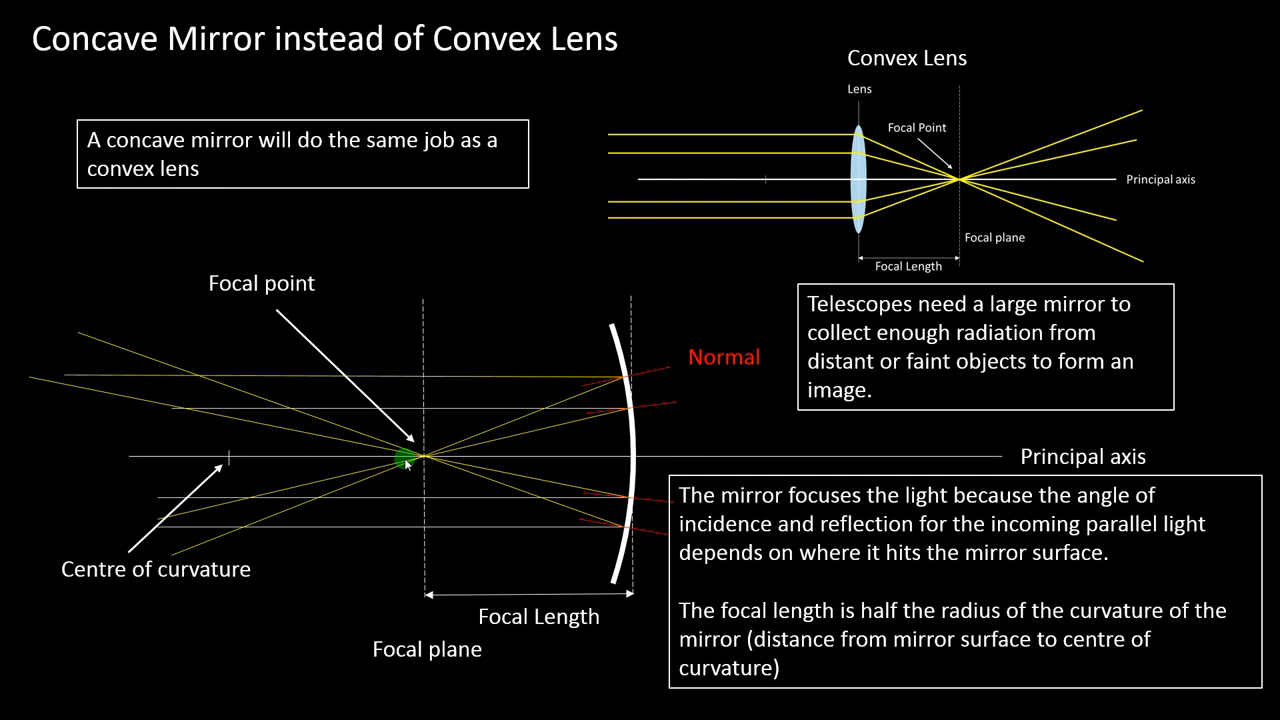 Concave Mirror instead of Convex Lens
Convex Lens
Lens
A concave mirror will do the same job as a
convex lens
Focal Point
Principal axis
Focal plane
Focal Length
Focal point
Telescopes need a large mirror to
collect enough radiation from
distant or faint objects to form an
image.
Normal
Principal axis
Centre of curvature
The mirror focuses the light because the angle of
incidence and reflection for the incoming parallel light
depends on where it hits the mirror surface.
The focal length is half the radius of the curvature of the
mirror (distance from mirror surface to centre of
curvature)
Focal Length
Focal plane